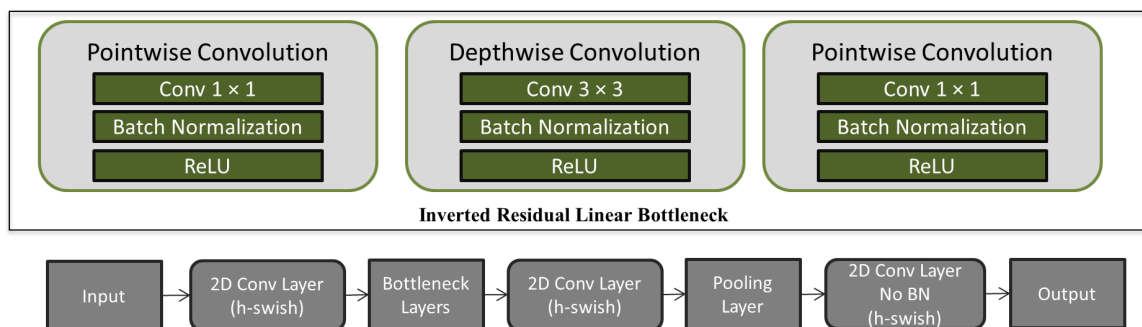 Pointwise Convolution
Conv 1 × 1
Batch Normalization
ReLU
Depthwise Convolution
Conv 3 × 3
Batch Normalization
ReLU
Pointwise Convolution
Conv 1 × 1
Batch Normalization
ReLU
Inverted Residual Linear Bottleneck
Input
2D Conv Layer
(h-swish)
Bottleneck
Layers
2D Conv Layer
(h-swish)
Pooling
Layer
2D Conv Layer
No BN
(h-swish)
Output